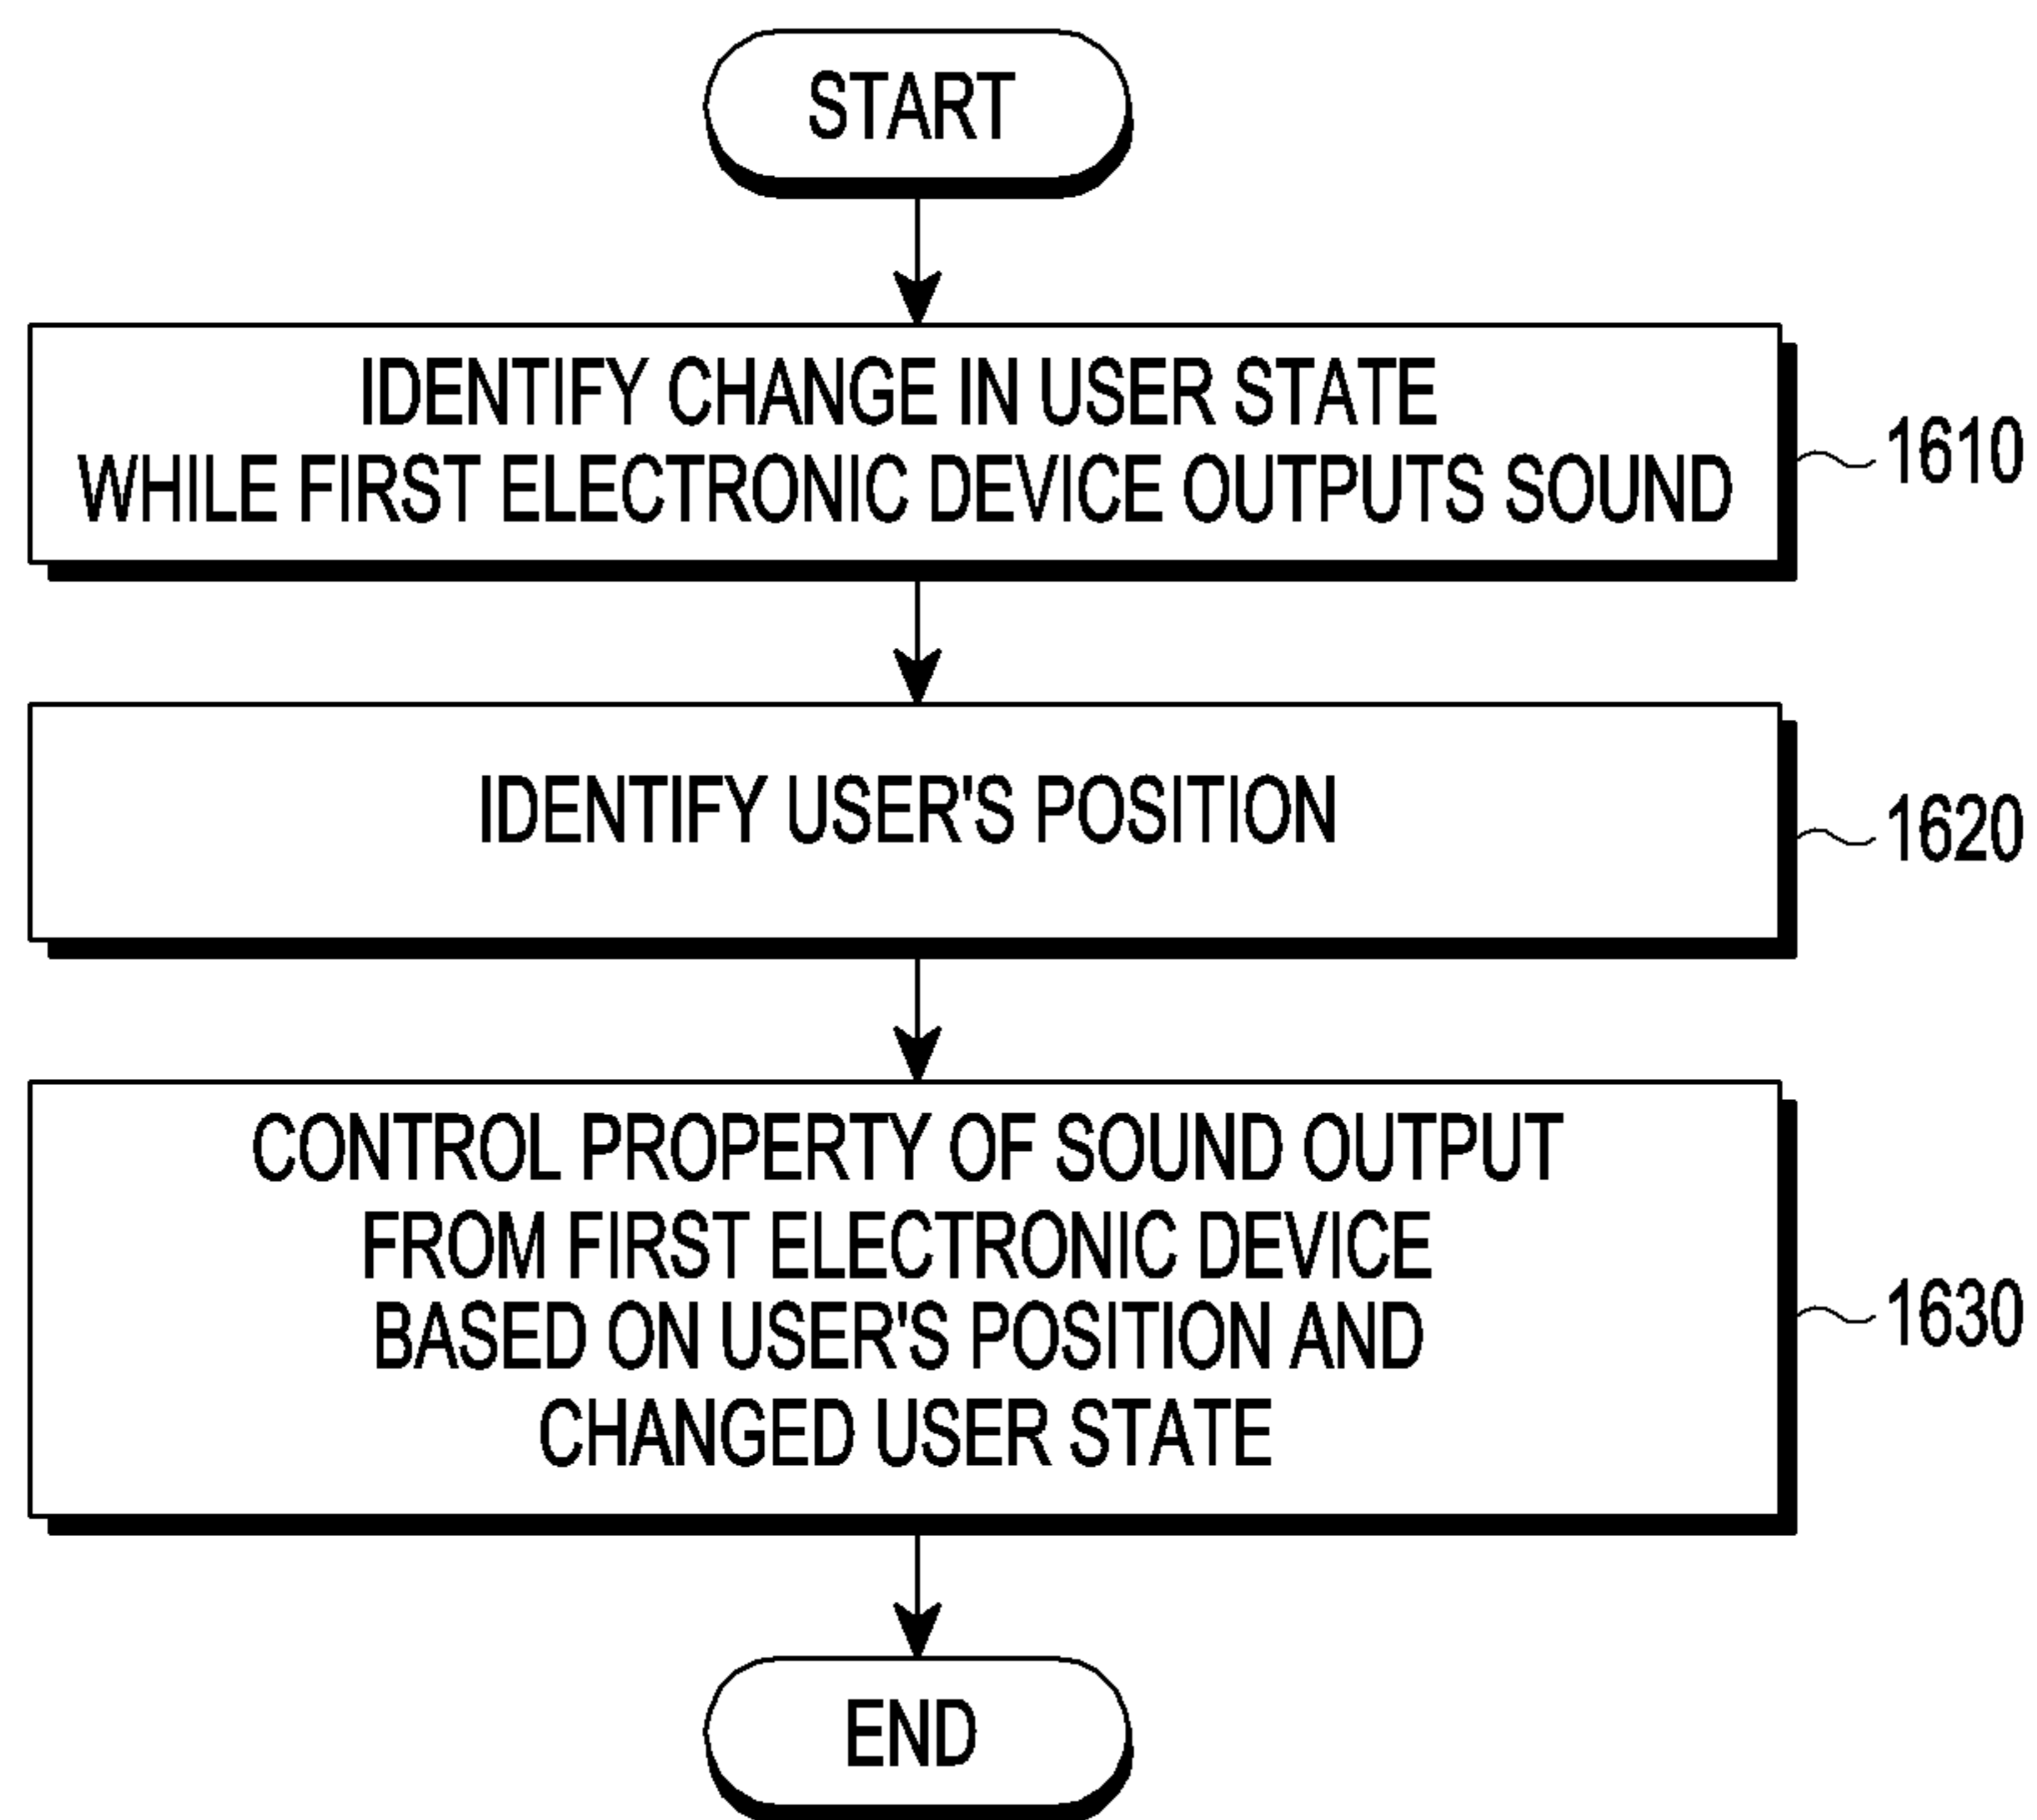 START
IDENTIFY CHANGE IN USER STATE
WHILE FIRST ELECTRONIC DEVICE OUTPUTS SOUND
1610
IDENTIFY USER'S POSITION
1620
CONTROL PROPERTY OF SOUND OUTPUT
FROM FIRST ELECTRONIC DEVICE
BASED ON USER'S POSITION AND
CHANGED USER STATE
1630
END